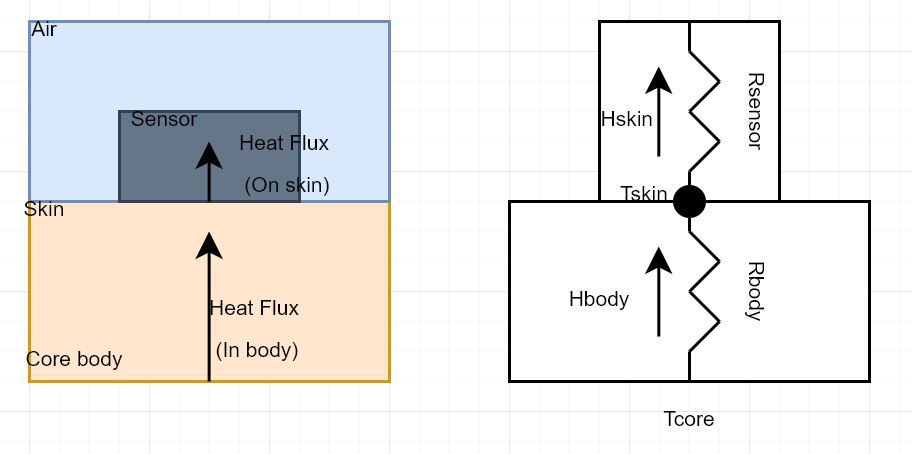 Air
Sensor
Heat Flux
(On skin)
Skin
Heat Flux
(In body)
Core body
Hskin
Rsensor
Tskin
Hbody
Rbody
Tcore